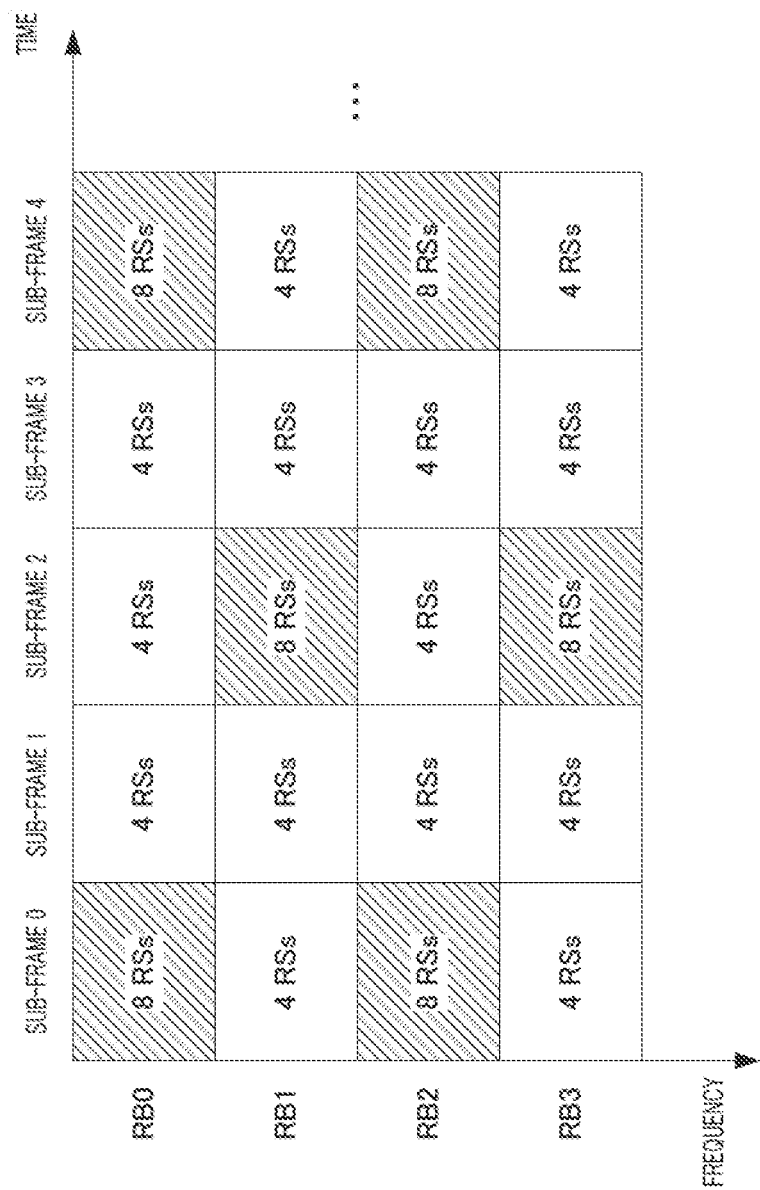 SUB-FRAME 0 SUB-FRAME 1 SUB-FRAME 2 SUB-FRAME 3 SUB-FRAME 4 TIME
RB0 8 RSs 4 RSs 4 RSs 4 RSs 8 RSs
RB1 4 RSs 4 RSs 8 RSs 4 RSs 4 RSs
...
RB2 8 RSs 4 RSs 4 RSs 4 RSs 8 RSs
RB3 4 RSs 4 RSs 8 RSs 4 RSs 4 RSs
FREQUENCY